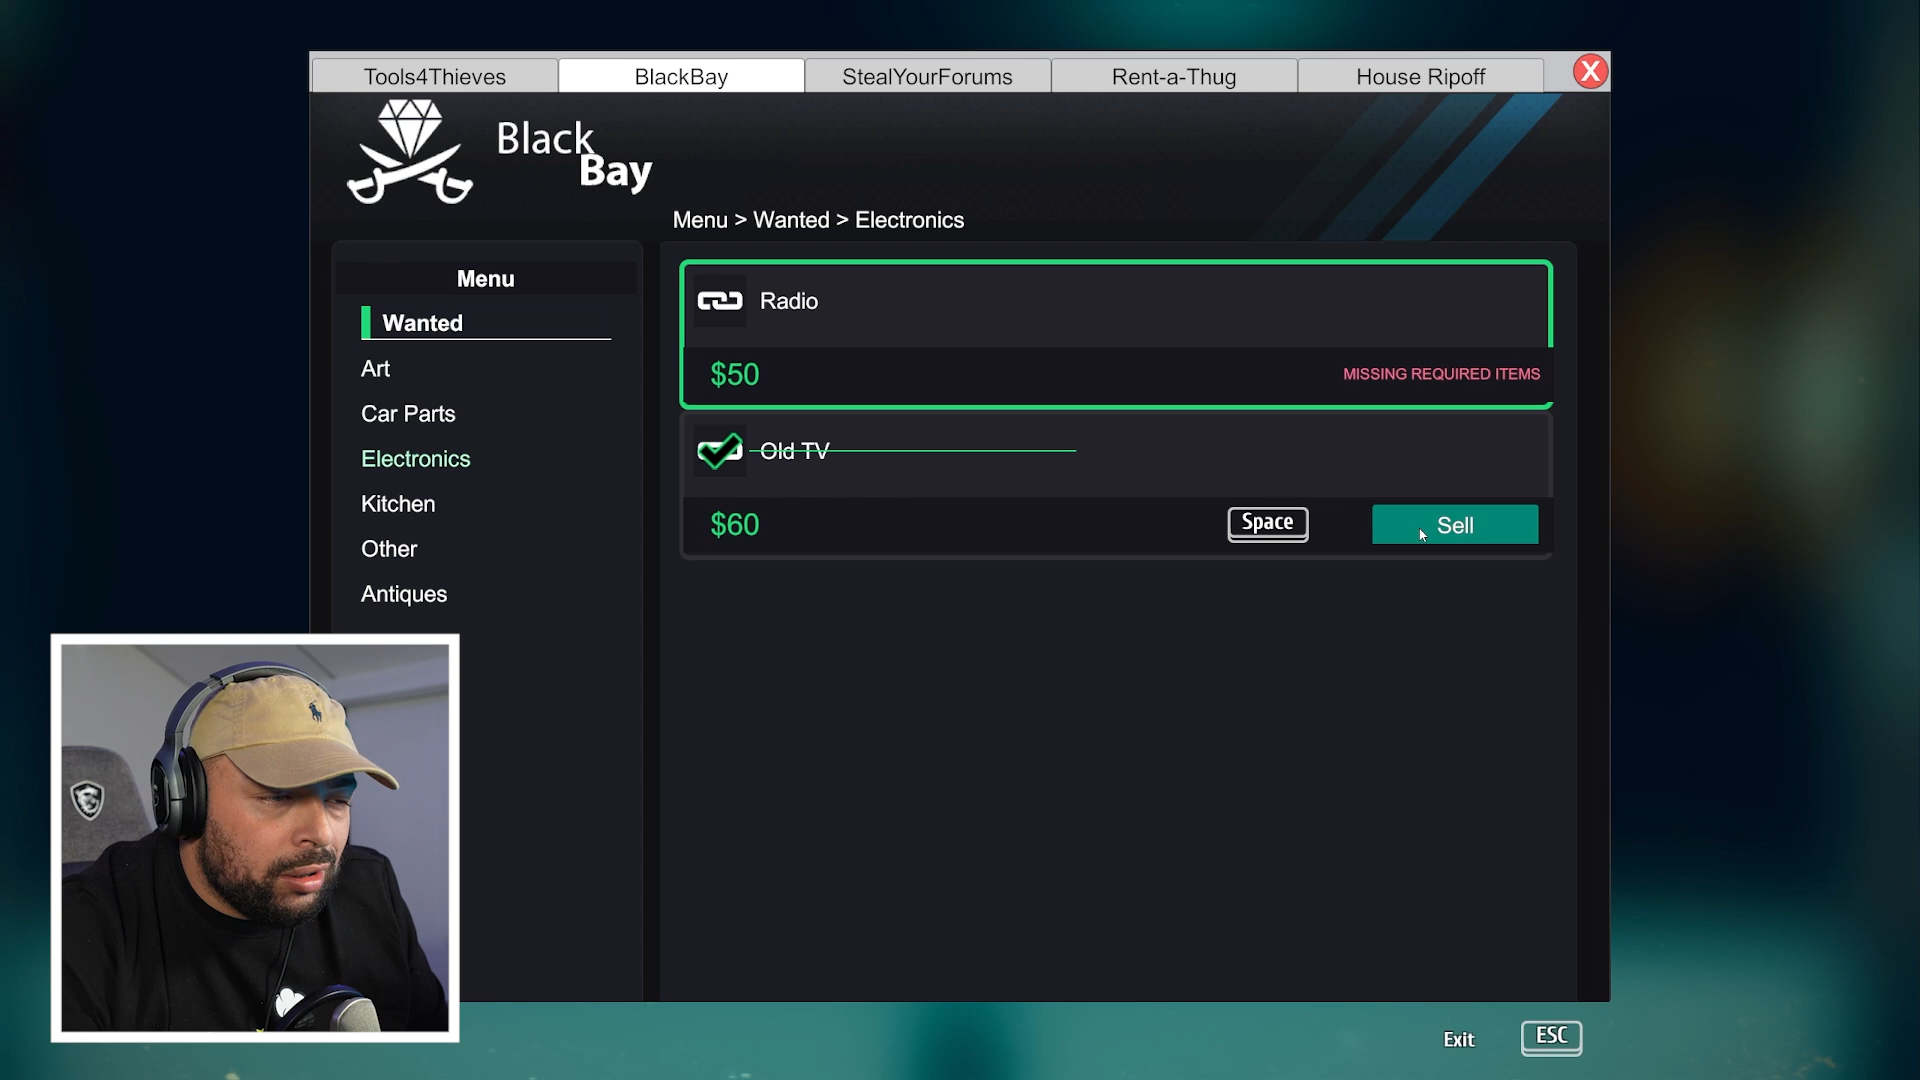 Tools4Thieves
BlackBay
StealYourForums
Rent-a-Thug
House Ripoff
X
Black
Bay
Menu > Wanted > Electronics
Menu
Wanted
Art
Car Parts
Electronics
Kitchen
Other
Antiques
Radio
$50
MISSING REQUIRED ITEMS
Old TV
$60
Space
Sell
Exit
ESC